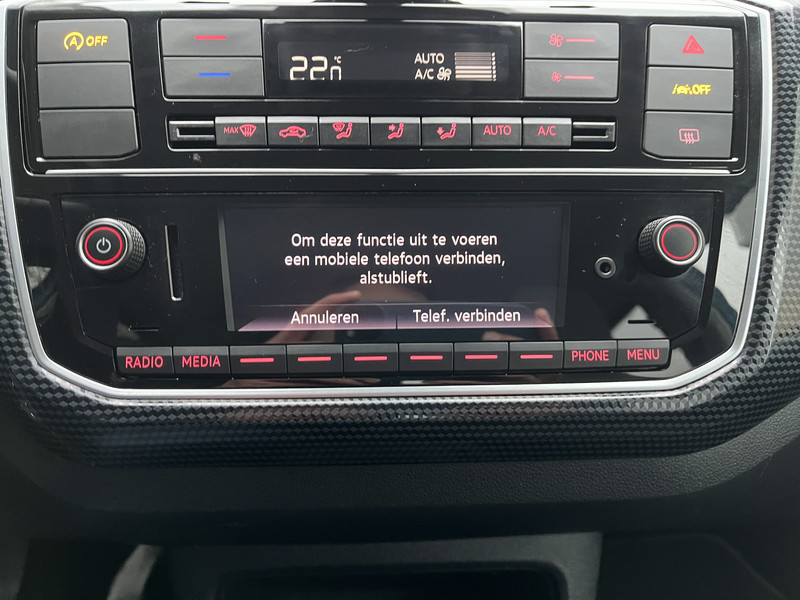 A OFF
22.0 °C
AUTO
A/C
OFF
MAX
AUTO
A/C
Om deze functie uit te voeren
een mobiele telefoon verbinden,
alstublieft.
Annuleren
Telef. verbinden
RADIO
MEDIA
PHONE
MENU